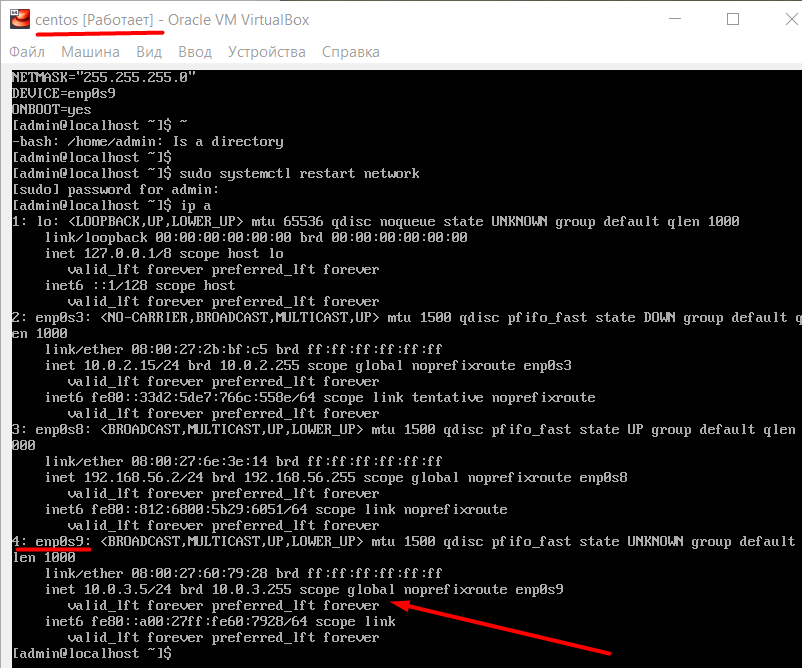 centos [Работает] - Oracle VM VirtualBox
Файл Машина Вид Ввод Устройства Справка
NETMASK="255.255.255.0"
DEVICE=enp0s9
ONBOOT=yes
[admin@localhost ~]$ ~
-bash: /home/admin: Is a directory
[admin@localhost ~]$
[admin@localhost ~]$ sudo systemctl restart network
[sudo] password for admin:
[admin@localhost ~]$ ip a
1: lo: <LOOPBACK,UP,LOWER_UP> mtu 65536 qdisc noqueue state UNKNOWN group default qlen 1000
link/loopback 00:00:00:00:00:00 brd 00:00:00:00:00:00
inet 127.0.0.1/8 scope host lo
valid_lft forever preferred_lft forever
inet6 ::1/128 scope host
valid_lft forever preferred_lft forever
2: enp0s3: <NO-CARRIER,BROADCAST,MULTICAST,UP> mtu 1500 qdisc pfifo_fast state DOWN group default q
en 1000
link/ether 08:00:27:2b:bf:c5 brd ff:ff:ff:ff:ff:ff
inet 10.0.2.15/24 brd 10.0.2.255 scope global noprefixroute enp0s3
valid_lft forever preferred_lft forever
inet6 fe80::33d2:5de7:766c:558e/64 scope link tentative noprefixroute
valid_lft forever preferred_lft forever
3: enp0s8: <BROADCAST,MULTICAST,UP,LOWER_UP> mtu 1500 qdisc pfifo_fast state UP group default qlen
000
link/ether 08:00:27:6e:3e:14 brd ff:ff:ff:ff:ff:ff
inet 192.168.56.2/24 brd 192.168.56.255 scope global noprefixroute enp0s8
valid_lft forever preferred_lft forever
inet6 fe80::812:6800:5b29:6051/64 scope link noprefixroute
valid_lft forever preferred_lft forever
4: enp0s9: <BROADCAST,MULTICAST,UP,LOWER_UP> mtu 1500 qdisc pfifo_fast state UNKNOWN group default
len 1000
link/ether 08:00:27:60:79:28 brd ff:ff:ff:ff:ff:ff
inet 10.0.3.5/24 brd 10.0.3.255 scope global noprefixroute enp0s9
valid_lft forever preferred_lft forever
inet6 fe80::a00:27ff:fe60:7928/64 scope link
valid_lft forever preferred_lft forever
[admin@localhost ~]$